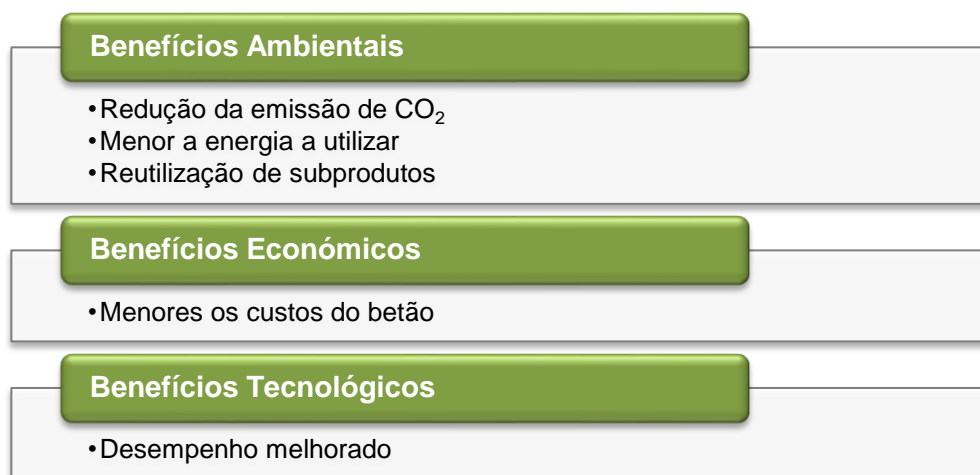 Benefícios Ambientais
•Redução da emissão de CO₂
•Menor a energia a utilizar
•Reutilização de subprodutos
Benefícios Económicos
•Menores os custos do betão
Benefícios Tecnológicos
•Desempenho melhorado